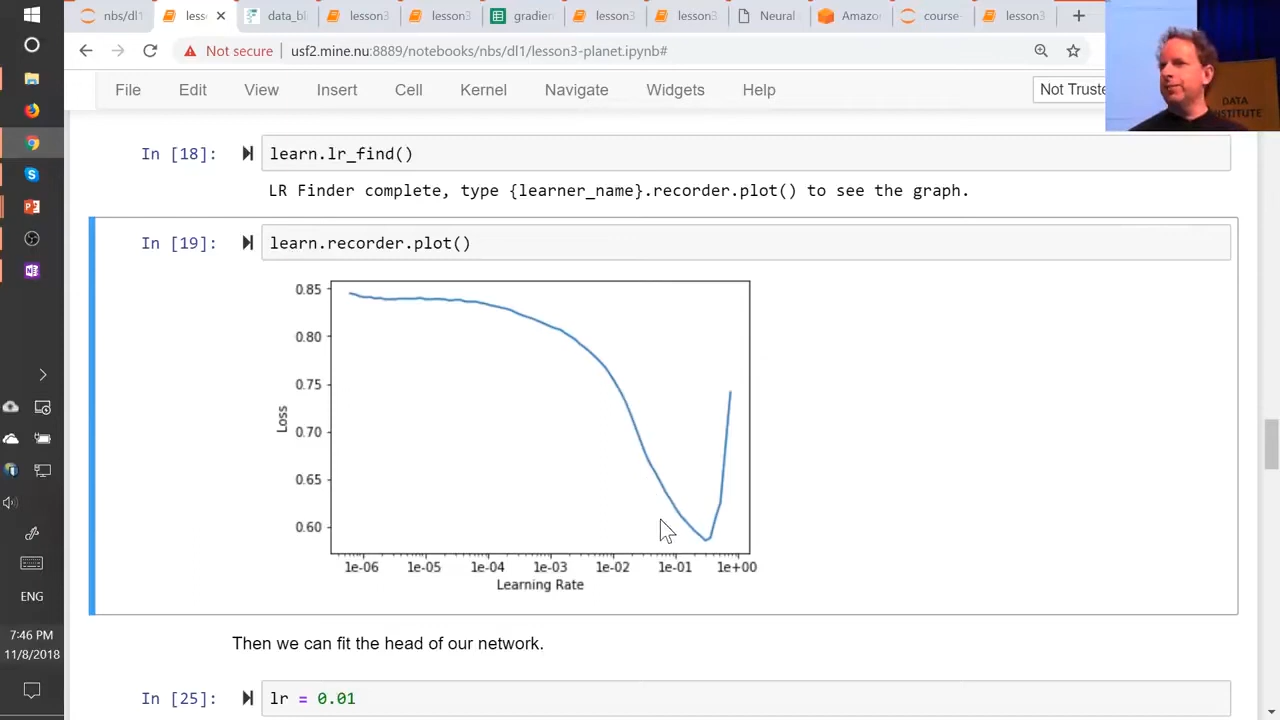 nbs/dl1
less
data_bl
lesson3
lesson3
gradien
lesson3
lesson3
Neural
Amazo
course-
lesson3
Not secure | usf2.mine.nu:8889/notebooks/nbs/dl1/lesson3-planet.ipynb#
File Edit View Insert Cell Kernel Navigate Widgets Help
Not Truste
DATA
INSTITUTE
In [18]: learn.lr_find()
LR Finder complete, type {learner_name}.recorder.plot() to see the graph.
In [19]: learn.recorder.plot()
0.85
0.80
0.75
0.70
0.65
0.60
Loss
1e-06 1e-05 1e-04 1e-03 1e-02 1e-01 1e+00
Learning Rate
Then we can fit the head of our network.
In [25]: lr = 0.01
ENG
7:46 PM
11/8/2018